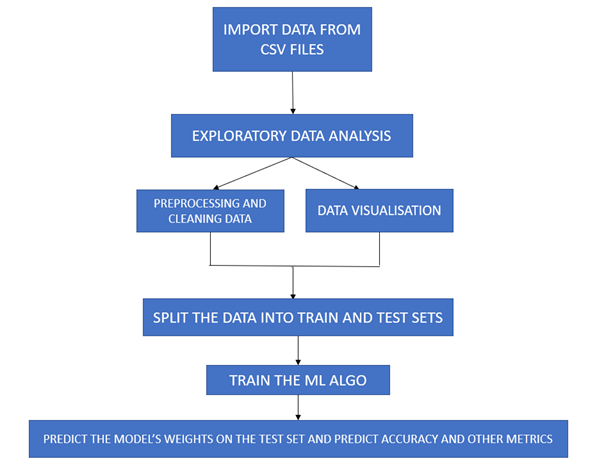 IMPORT DATA FROM
CSV FILES
EXPLORATORY DATA ANALYSIS
PREPROCESSING AND
CLEANING DATA
DATA VISUALISATION
SPLIT THE DATA INTO TRAIN AND TEST SETS
TRAIN THE ML ALGO
PREDICT THE MODEL'S WEIGHTS ON THE TEST SET AND PREDICT ACCURACY AND OTHER METRICS